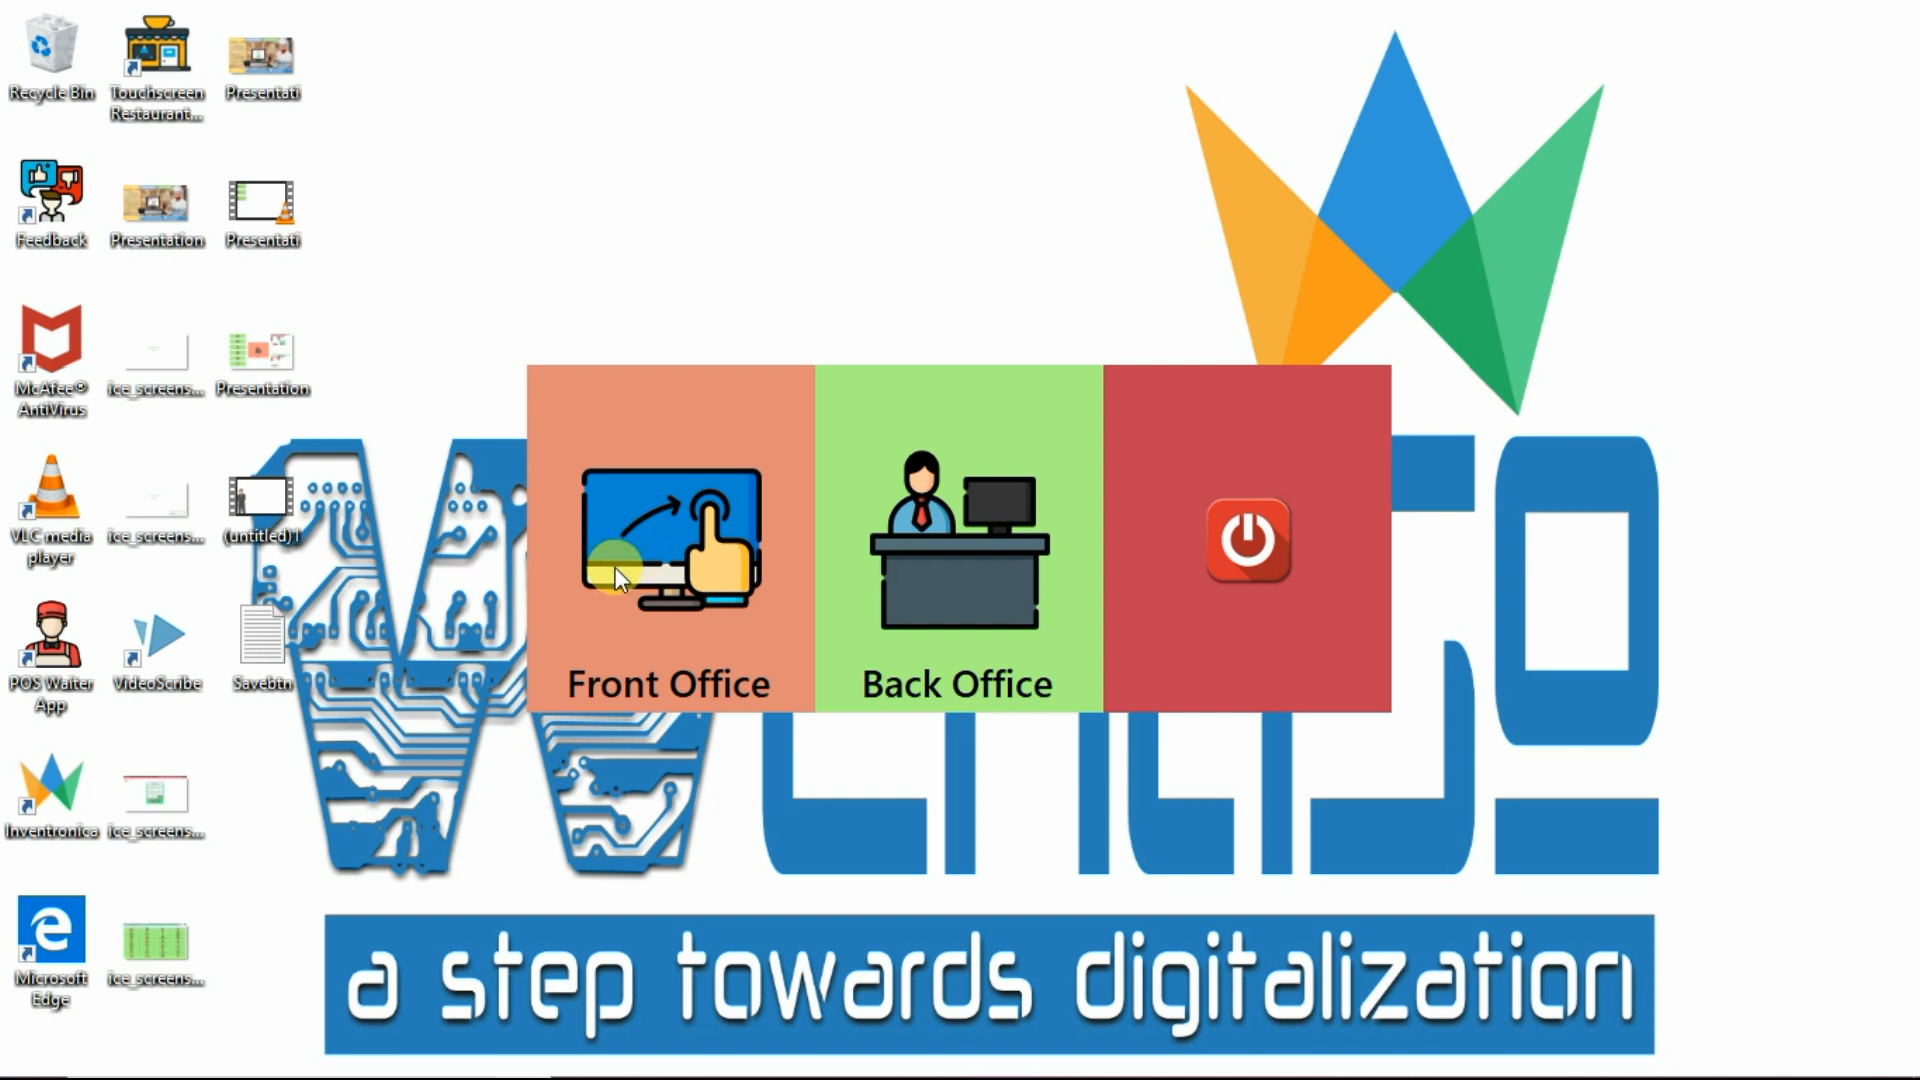 Recycle Bin
Touchscreen
Restaurant...
Presentati
Feedback
Presentation
Presentati
McAfee®
AntiVirus
ice_screens...
Presentation
VLC media
player
ice_screens...
(untitled)1
POS Waiter
App
VideoScribe
Savebtn
Inventronica
ice_screens...
Microsoft
Edge
ice_screens...
Front Office
Back Office
a step towards digitalization